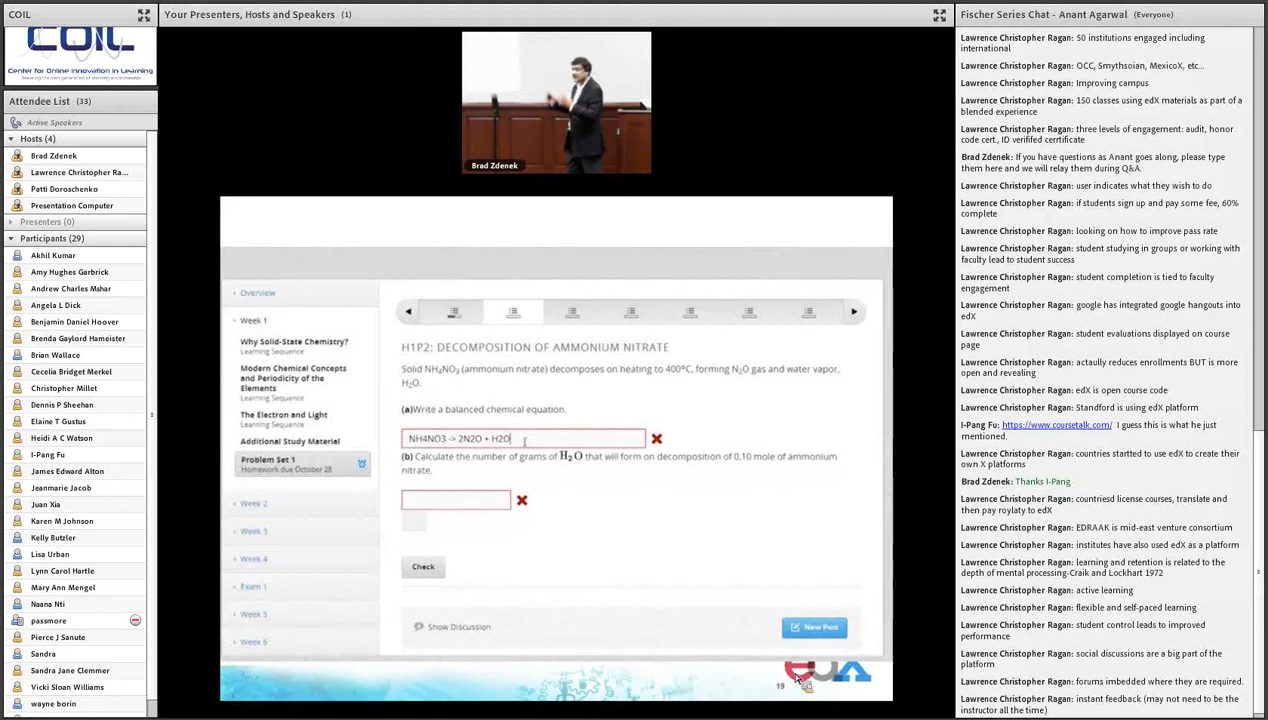 COIL
COIL
Center for Online Innovation in Learning
Attendee List (33)
Active Speakers
Hosts (4)
Brad Zdenek
Lawrence Christopher Ra...
Patti Doroschenko
Presentation Computer
Presenters (0)
Participants (29)
Akhil Kumar
Amy Hughes Garbrick
Andrew Charles Mshar
Angela L Dick
Benjamin Daniel Hoover
Brenda Gaylord Hameister
Brian Wallace
Cecelia Bridget Merkel
Christopher Millet
Dennis P Sheehan
Elaine T Gustus
Heidi A C Watson
I-Pang Fu
James Edward Alton
Jeanmarie Jacob
Juan Xia
Karen M Johnson
Kelly Butzler
Lisa Urban
Lynn Carol Hartle
Mary Ann Mengel
Naana Nti
passmore
Pierce J Sanute
Sandra
Sandra Jane Clemmer
Vicki Sloan Williams
wayne borin
Your Presenters, Hosts and Speakers (1)
Brad Zdenek
Overview
Week 1
Why Solid-State Chemistry?
Learning Sequence
Modern Chemical Concepts
and Periodicity of the
Elements
Learning Sequence
The Electron and Light
Learning Sequence
Additional Study Material
Problem Set 1
Homework due October 28
Week 2
Week 3
Week 4
Exam 1
Week 5
Week 6
H1P2: DECOMPOSITION OF AMMONIUM NITRATE
Solid NH₄NO₃ (ammonium nitrate) decomposes on heating to 400°C, forming N₂O gas and water vapor,
H₂O.
(a)Write a balanced chemical equation.
NH4NO3 -> 2N2O + H2O
(b) Calculate the number of grams of H₂O that will form on decomposition of 0.10 mole of ammonium
nitrate.
Check
Show Discussion
New Post
19
Fischer Series Chat - Anant Agarwal (Everyone)
Lawrence Christopher Ragan: 50 institutions engaged including
international
Lawrence Christopher Ragan: OCC, Smythsoian, MexicoX, etc...
Lawrence Christopher Ragan: Improving campus
Lawrence Christopher Ragan: 150 classes using edX materials as part of a
blended experience
Lawrence Christopher Ragan: three levels of engagement: audit, honor
code cert., ID verififed cerrtificate
Brad Zdenek: If you have questions as Anant goes along, please type
them here and we will relay them during Q&A.
Lawrence Christopher Ragan: user indicates what they wish to do
Lawrence Christopher Ragan: if students sign up and pay some fee, 60%
complete
Lawrence Christopher Ragan: looking on how to improve pass rate
Lawrence Christopher Ragan: student studying in groups or working with
faculty lead to student success
Lawrence Christopher Ragan: student completion is tied to faculty
engagement
Lawrence Christopher Ragan: google has integrated google hangouts into
edX
Lawrence Christopher Ragan: student evaluations displayed on course
page
Lawrence Christopher Ragan: actaully reduces enrollments BUT is more
open and revealing
Lawrence Christopher Ragan: edX is open course code
Lawrence Christopher Ragan: Standford is using edX platform
I-Pang Fu: https://www.coursetalk.com/ I guess this is what he just
mentioned.
Lawrence Christopher Ragan: countries startted to use edX to create their
own X platforms
Brad Zdenek: Thanks I-Pang
Lawrence Christopher Ragan: countriesd license courses, translate and
then pay roylaty to edX
Lawrence Christopher Ragan: EDRAAK is mid-east venture consortium
Lawrence Christopher Ragan: institutes have also used edX as a platform
Lawrence Christopher Ragan: learning and retention is related to the
depth of mental processing-Craik and Lockhart 1972
Lawrence Christopher Ragan: active learning
Lawrence Christopher Ragan: flexible and self-paced learning
Lawrence Christopher Ragan: student control leads to improved
performance
Lawrence Christopher Ragan: social discussions are a big part of the
platform
Lawrence Christopher Ragan: forums imbedded where they are required.
Lawrence Christopher Ragan: instant feedback (may not need to be the
instructor all the time)